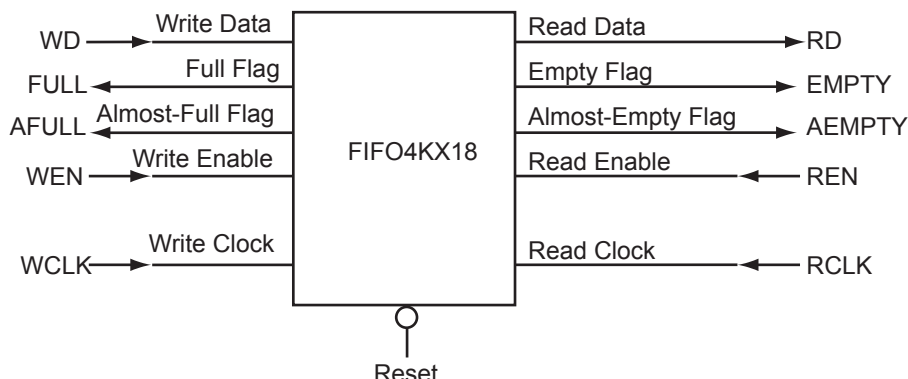 WD Write Data Read Data RD
FULL Full Flag Empty Flag EMPTY
AFULL Almost-Full Flag Almost-Empty Flag AEMPTY
FIFO4KX18
WEN Write Enable Read Enable REN
WCLK Write Clock Read Clock RCLK
Reset